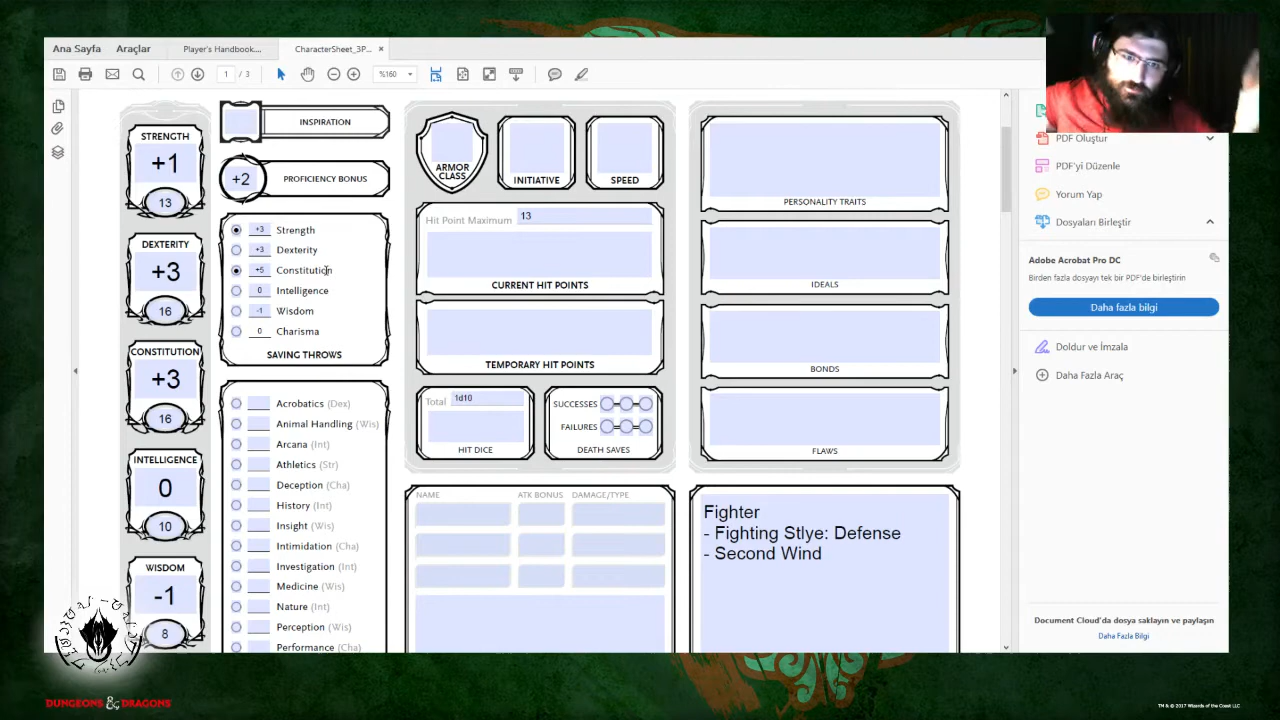 Ana Sayfa Araçlar Player's Handbook.... CharacterSheet_3P... ×
1 / 3 %160
STRENGTH
+1
13
DEXTERITY
+3
16
CONSTITUTION
+3
16
INTELLIGENCE
0
10
WISDOM
-1
8
INSPIRATION
+2 PROFICIENCY BONUS
+3 Strength
+3 Dexterity
+5 Constitution
0 Intelligence
-1 Wisdom
0 Charisma
SAVING THROWS
Acrobatics (Dex)
Animal Handling (Wis)
Arcana (Int)
Athletics (Str)
Deception (Cha)
History (Int)
Insight (Wis)
Intimidation (Cha)
Investigation (Int)
Medicine (Wis)
Nature (Int)
Perception (Wis)
Performance (Cha)
ARMOR
CLASS
INITIATIVE
SPEED
Hit Point Maximum 13
CURRENT HIT POINTS
TEMPORARY HIT POINTS
Total 1d10
HIT DICE
SUCCESSES
FAILURES
DEATH SAVES
NAME ATK BONUS DAMAGE/TYPE
PERSONALITY TRAITS
IDEALS
BONDS
FLAWS
Fighter
- Fighting Stlye: Defense
- Second Wind
PDF Oluştur
PDF'yi Düzenle
Yorum Yap
Dosyaları Birleştir
Adobe Acrobat Pro DC
Birden fazla dosyayı tek bir PDF'de birleştirin
Daha fazla bilgi
Doldur ve İmzala
Daha Fazla Araç
Document Cloud'da dosya saklayın ve paylaşın
Daha Fazla Bilgi
DUNGEONS & DRAGONS
TM & © 2017 Wizards of the Coast LLC